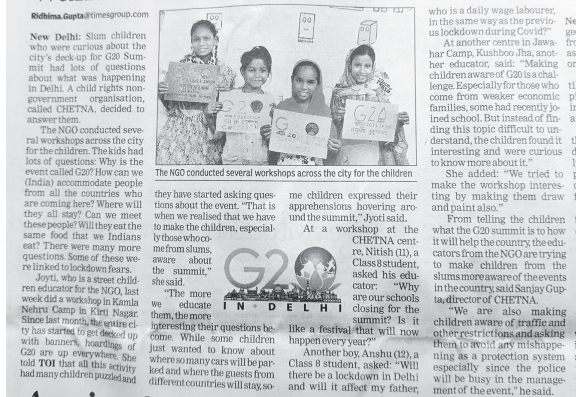 Ridhima.Gupta@timesgroup.com
New Delhi: Slum children
who were curious about the
city's deck-up for G20 Sum-
mit had lots of questions
about what was happening
in Delhi. A child rights non-
government organisation,
called CHETNA, decided to
answer them.
The NGO conducted seve-
ral workshops across the city
for the children. The kids had
lots of questions: Why is the
event called G20? How can we
(India) accommodate people
from all the countries who
are coming here? Where will
they all stay? Can we meet
these people? Will they eat the
same food that we Indians
eat? There were many more
questions. Some of these we-
re linked to lockdown fears.
Joyti, who is a street child-
ren educator for the NGO, last
week did a workshop in Kamla
Nehru Camp in Kirti Nagar.
Since last month, the entire ci-
ty has started to get decked up
with banners, hoardings of
G20 are up everywhere. She
told TOI that all this activity
had many children puzzled and
G20
The NGO conducted several workshops across the city for the children
they have started asking ques-
tions about the event. "That is
when we realised that we have
to make the children, especial-
ly those who co-
me from slums,
aware about
the summit,"
she said.
"The more
we educate
them, the more
interesting their questions be-
come. While some children
just wanted to know about
where so many cars will be par-
ked and where the guests from
different countries will stay, so-
G20
IN DELHI
me children expressed their
apprehensions hovering aro-
und the summit," Jyoti said.
At a workshop at the
CHETNA cent-
re, Nitish (11), a
Class 8 student,
asked his edu-
cator: "Why
are our schools
closing for the
summit? Is it
like a festival that will now
happen every year?"
Another boy, Anshu (12), a
Class 8 student, asked: "Will
there be a lockdown in Delhi
and will it affect my father,
who is a daily wage labourer,
in the same way as the previo-
us lockdown during Covid?"
At another centre in Jawa-
har Camp, Kushboo Jha, anot-
her educator, said: "Making
children aware of G20 is a chal-
lenge. Especially for those who
come from weaker economic
families, some had recently jo-
ined school. But instead of fin-
ding this topic difficult to un-
derstand, the children found it
interesting and were curious
to know more about it."
She added: "We tried to
make the workshop interes-
ting by making them draw
and paint also."
From telling the children
what the G20 summit is to how
it will help the country, the edu-
cators from the NGO are trying
to make children from the
slums more aware of the events
in the country, said Sanjay Gup-
ta, director of CHETNA.
"We are also making
children aware of traffic and
other restrictions and asking
them to avoid any mishappe-
ning as a protection system
especially since the police
will be busy in the manage-
ment of the event," he said.